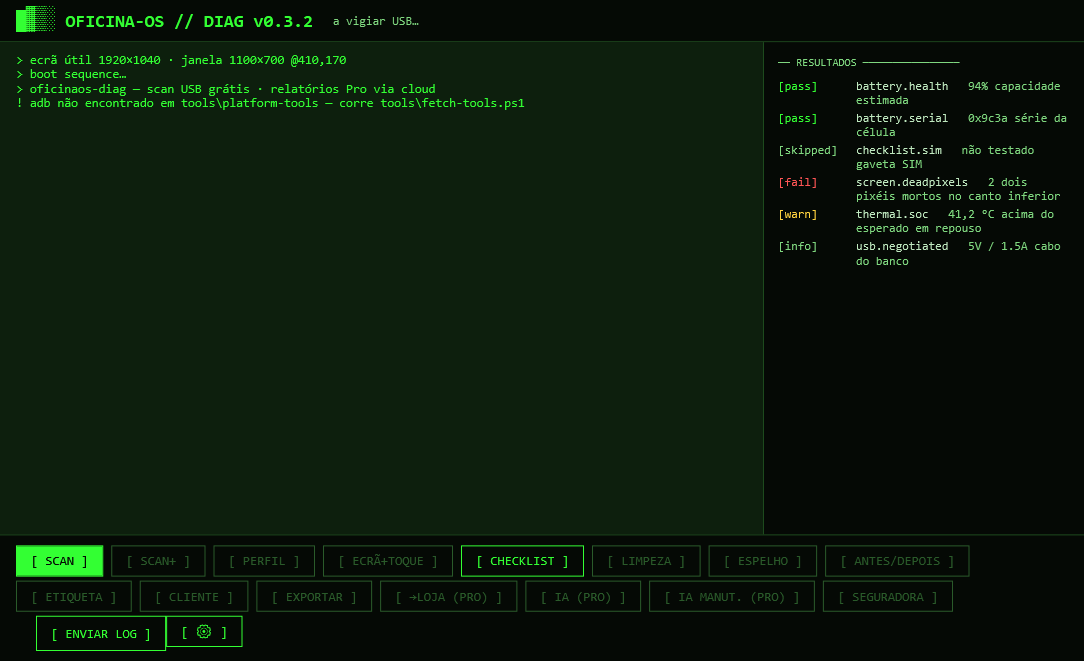 OFICINA-OS // DIAG v0.3.2 a vigiar USB…
> ecrã útil 1920×1040 · janela 1100×700 @410,170
> boot sequence…
> oficinaos-diag — scan USB grátis · relatórios Pro via cloud
! adb não encontrado em tools\platform-tools — corre tools\fetch-tools.ps1
── RESULTADOS ───────────────
[pass] battery.health 94% capacidade
estimada
[pass] battery.serial 0x9c3a série da
célula
[skipped] checklist.sim não testado
gaveta SIM
[fail] screen.deadpixels 2 dois
pixéis mortos no canto inferior
[warn] thermal.soc 41,2 ºC acima do
esperado em repouso
[info] usb.negotiated 5V / 1.5A cabo
do banco
[ SCAN ] [ SCAN+ ] [ PERFIL ] [ ECRÃ+TOQUE ] [ CHECKLIST ] [ LIMPEZA ] [ ESPELHO ] [ ANTES/DEPOIS ]
[ ETIQUETA ] [ CLIENTE ] [ EXPORTAR ] [ →LOJA (PRO) ] [ IA (PRO) ] [ IA MANUT. (PRO) ] [ SEGURADORA ]
[ ENVIAR LOG ] [ ⚙ ]